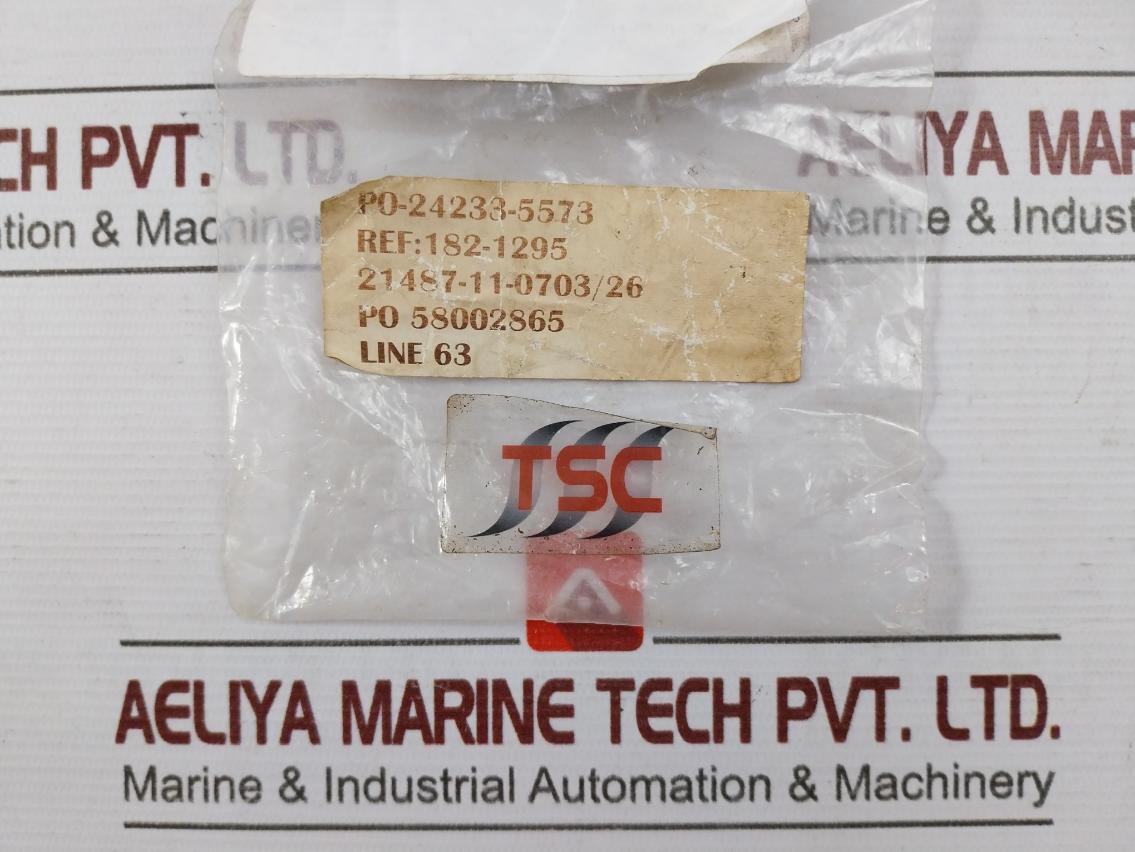 CH PVT. LTD.
AELIYA MAR
ation & Machiner
Marine & Indust
PO-24233-5573
REF:182-1295
21487-11-0703/26
PO 58002865
LINE 63
TSC
AELIYA MARINE TECH PVT. LTD.
Marine & Industrial Automation & Machinery